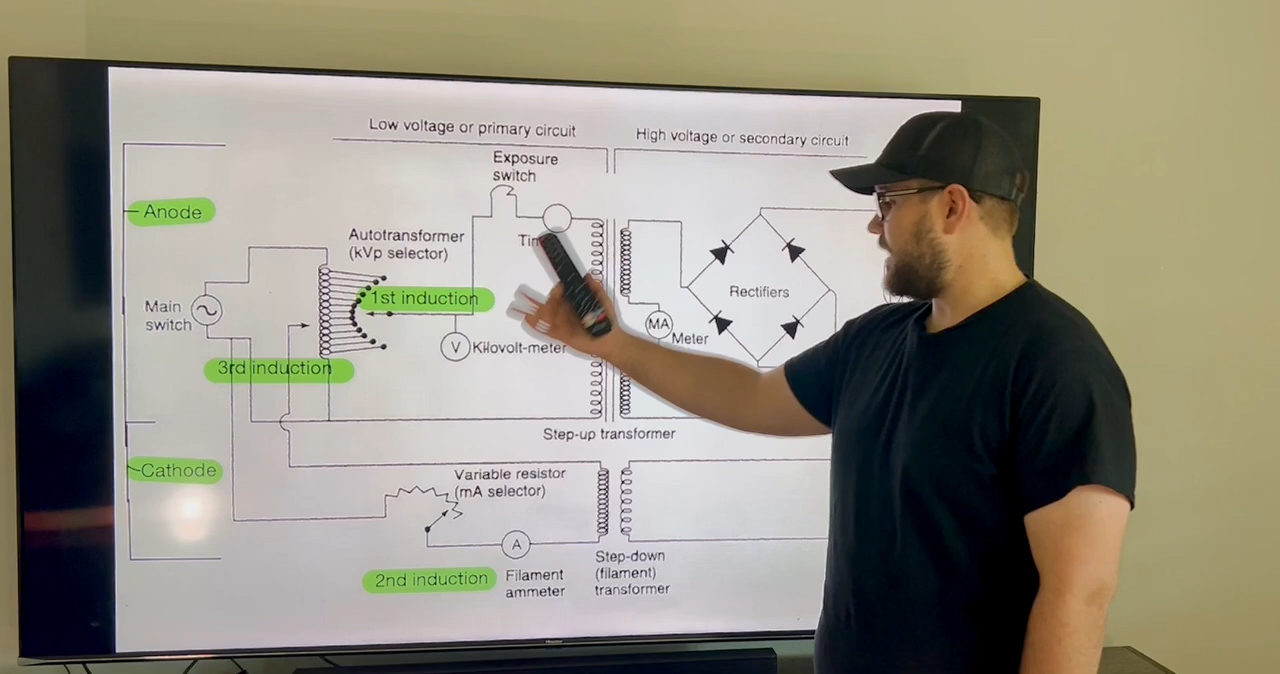 Low voltage or primary circuit
High voltage or secondary circuit
Exposure
switch
Anode
Autotransformer
(kVp selector)
Rectifiers
1st induction
Main
switch
MA
Meter
V
Kilovolt-meter
3rd induction
Step-up transformer
Cathode
Variable resistor
(mA selector)
A
Step-down
(filament)
transformer
2nd induction
Filament
ammeter